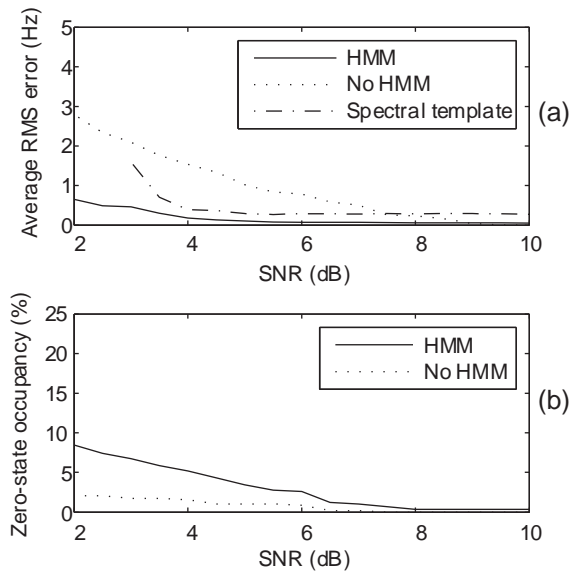 5
4
3
2
1
0
Average RMS error (Hz)
HMM
No HMM
Spectral template
(a)
2
4
6
8
10
SNR (dB)
25
20
15
10
5
0
Zero-state occupancy (%)
HMM
No HMM
(b)
2
4
6
8
10
SNR (dB)